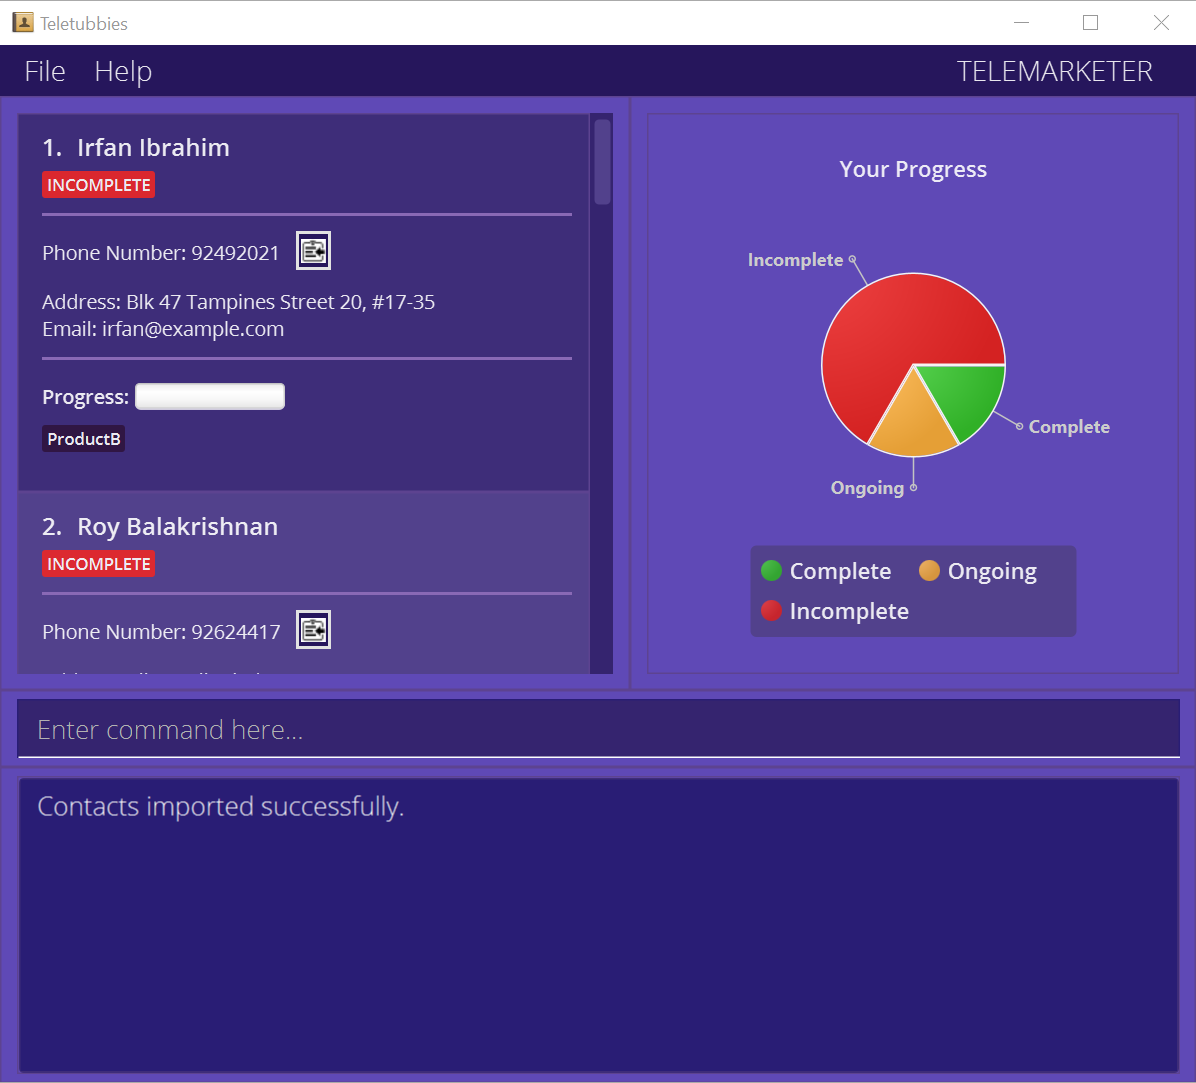 Teletubbies
File Help TELEMARKETER
1. Irfan Ibrahim
INCOMPLETE
Phone Number: 92492021
Address: Blk 47 Tampines Street 20, #17-35
Email: irfan@example.com
Progress:
ProductB
2. Roy Balakrishnan
INCOMPLETE
Phone Number: 92624417
Your Progress
Incomplete
Complete
Ongoing
Complete Ongoing
Incomplete
Enter command here...
Contacts imported successfully.